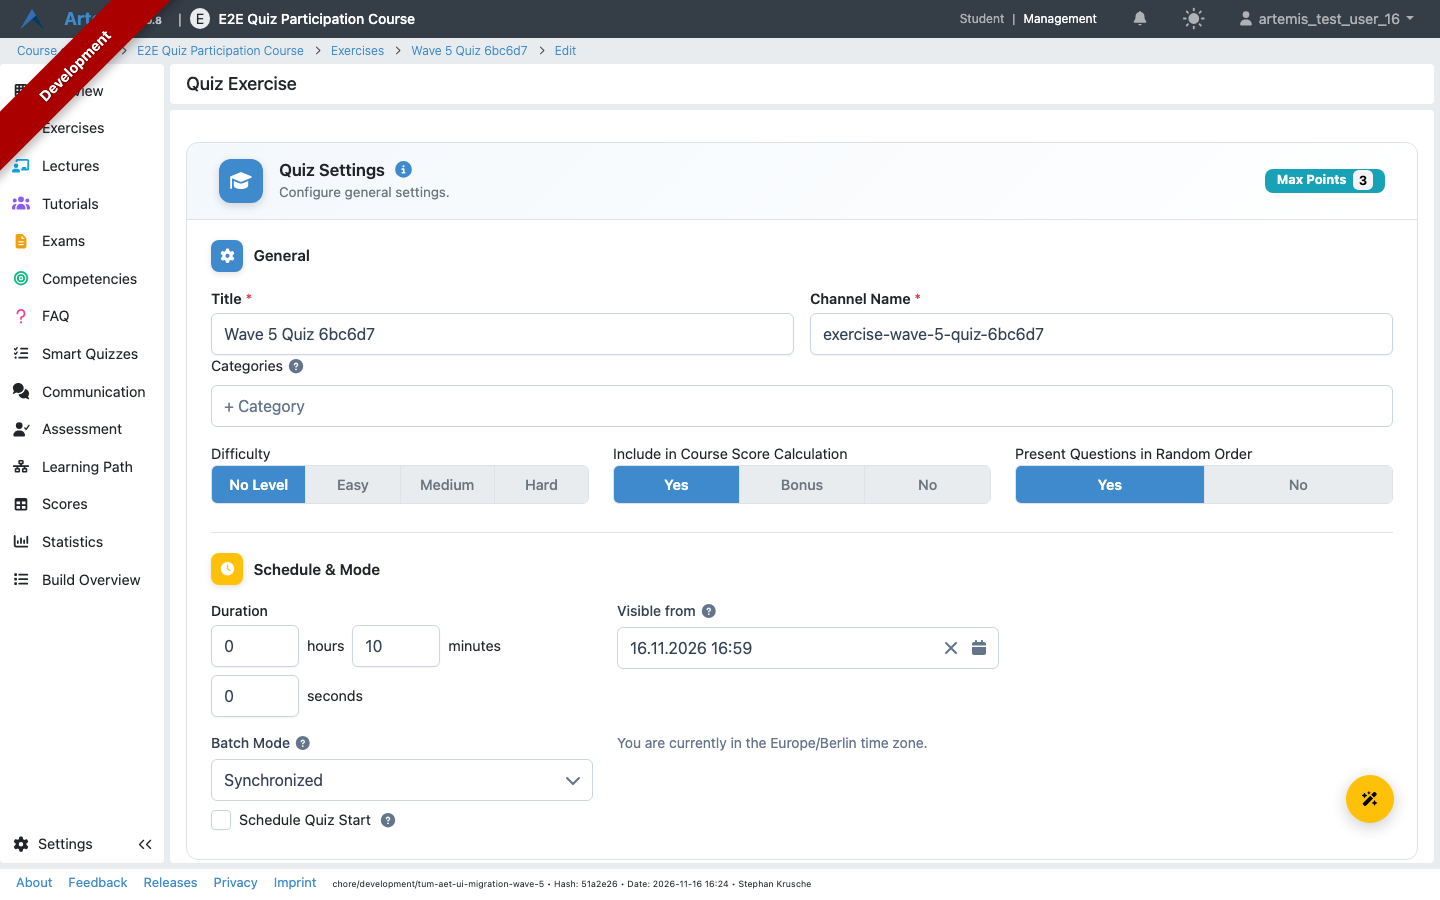 E E2E Quiz Participation Course
Student | Management
artemis_test_user_16
Development
E2E Quiz Participation Course > Exercises > Wave 5 Quiz 6bc6d7 > Edit
Exercises
Lectures
Tutorials
Exams
Competencies
FAQ
Smart Quizzes
Communication
Assessment
Learning Path
Scores
Statistics
Build Overview
Settings
Quiz Exercise
Quiz Settings
Configure general settings.
Max Points 3
General
Title *
Wave 5 Quiz 6bc6d7
Channel Name *
exercise-wave-5-quiz-6bc6d7
Categories
+ Category
Difficulty
No Level Easy Medium Hard
Include in Course Score Calculation
Yes Bonus No
Present Questions in Random Order
Yes No
Schedule & Mode
Duration
0 hours 10 minutes
0 seconds
Visible from
16.11.2026 16:59
Batch Mode
Synchronized
You are currently in the Europe/Berlin time zone.
Schedule Quiz Start
About Feedback Releases Privacy Imprint
chore/development/tum-aet-ui-migration-wave-5 • Hash: 51a2e26 • Date: 2026-11-16 16:24 • Stephan Krusche